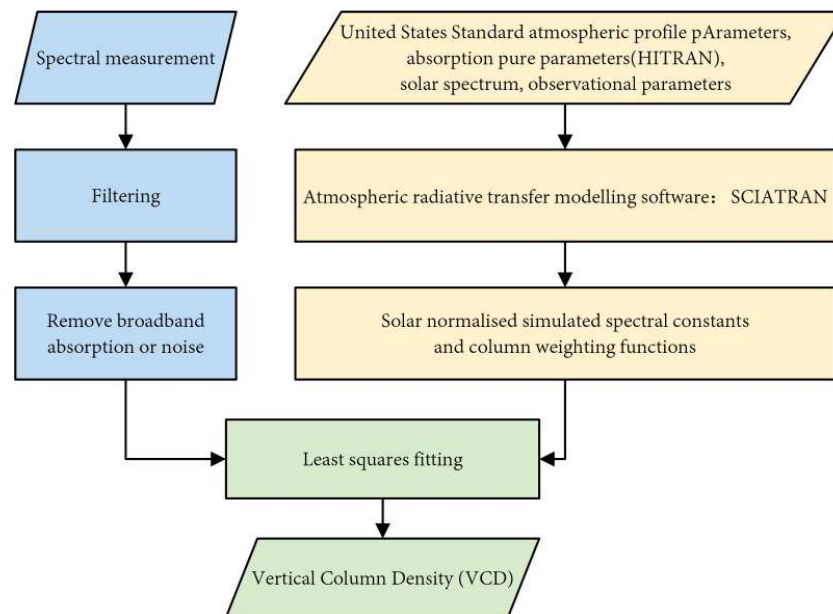 Spectral measurement
United States Standard atmospheric profile pArameters,
absorption pure parameters(HITRAN),
solar spectrum, observational parameters
Filtering
Atmospheric radiative transfer modelling software： SCIATRAN
Remove broadband
absorption or noise
Solar normalised simulated spectral constants
and column weighting functions
Least squares fitting
Vertical Column Density (VCD)